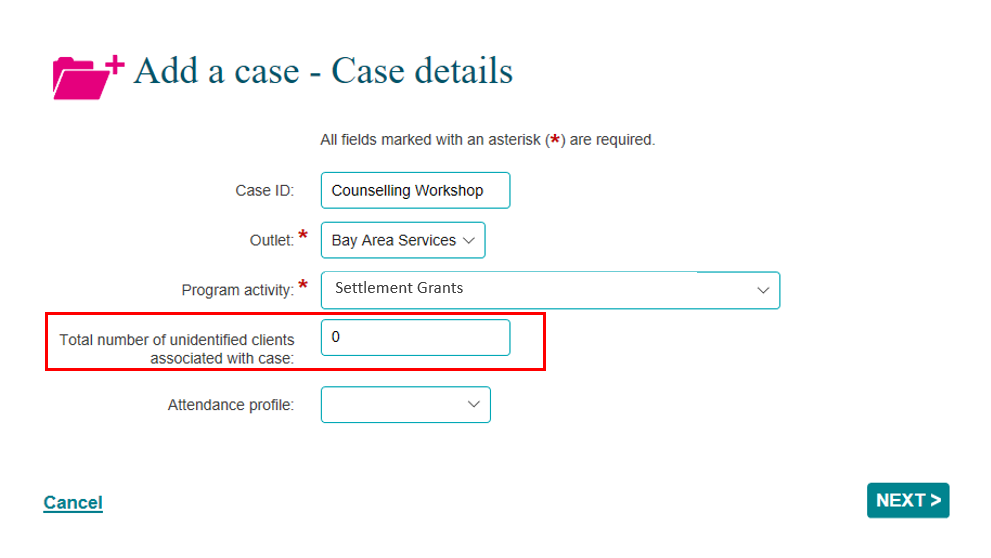 Add a case - Case details
All fields marked with an asterisk (*) are required.
Case ID: Counselling Workshop
Outlet: * Bay Area Services
Program activity: * Settlement Grants
Total number of unidentified clients
associated with case: 0
Attendance profile:
Cancel
NEXT >